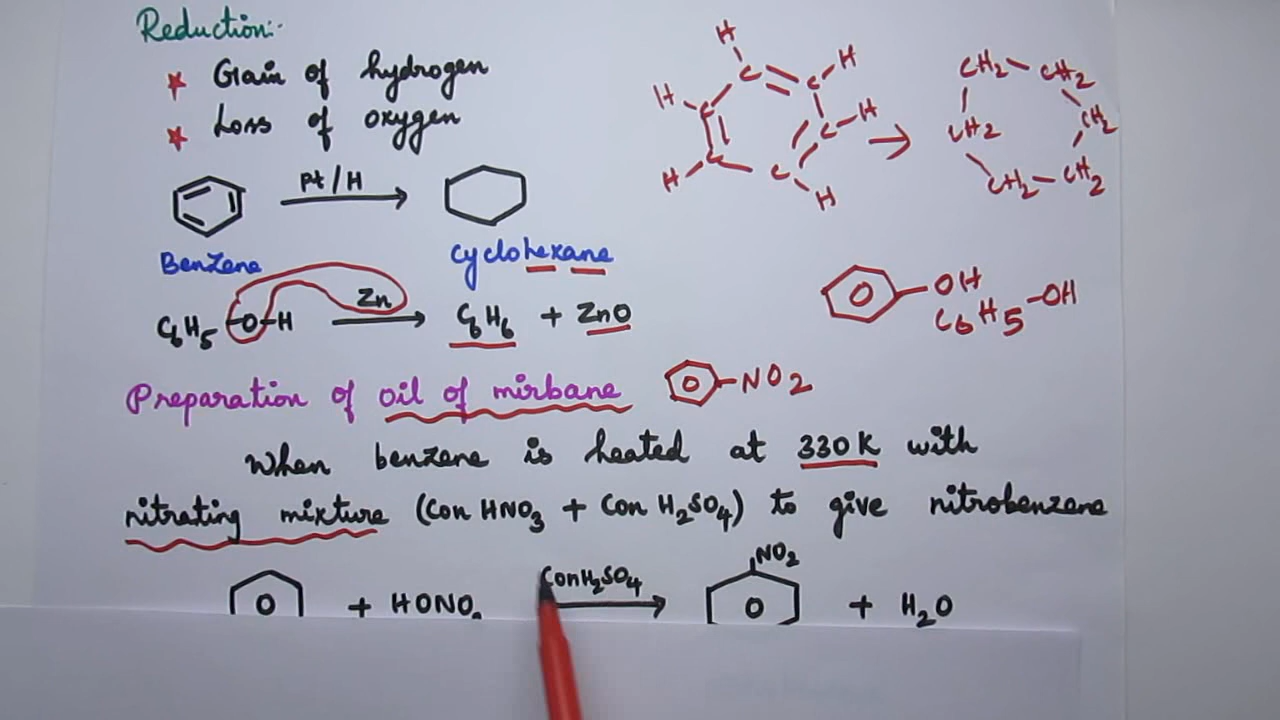 Reduction:-
★ Gain of hydrogen
★ Loss of oxygen
Pt/H
Benzene
Cyclohexane
C6H5-O-H Zn → C6H6 + ZnO
H H H H H H
C C C C C C
→
CH2 CH2 CH2 CH2 CH2 CH2
-OH
C6H5-OH
Preparation of oil of mirbane
-NO2
When benzene is heated at 330K with
nitrating mixture (Con HNO3 + Con H2SO4) to give nitrobenzene
+ HONO2 ConH2SO4 → NO2 + H2O